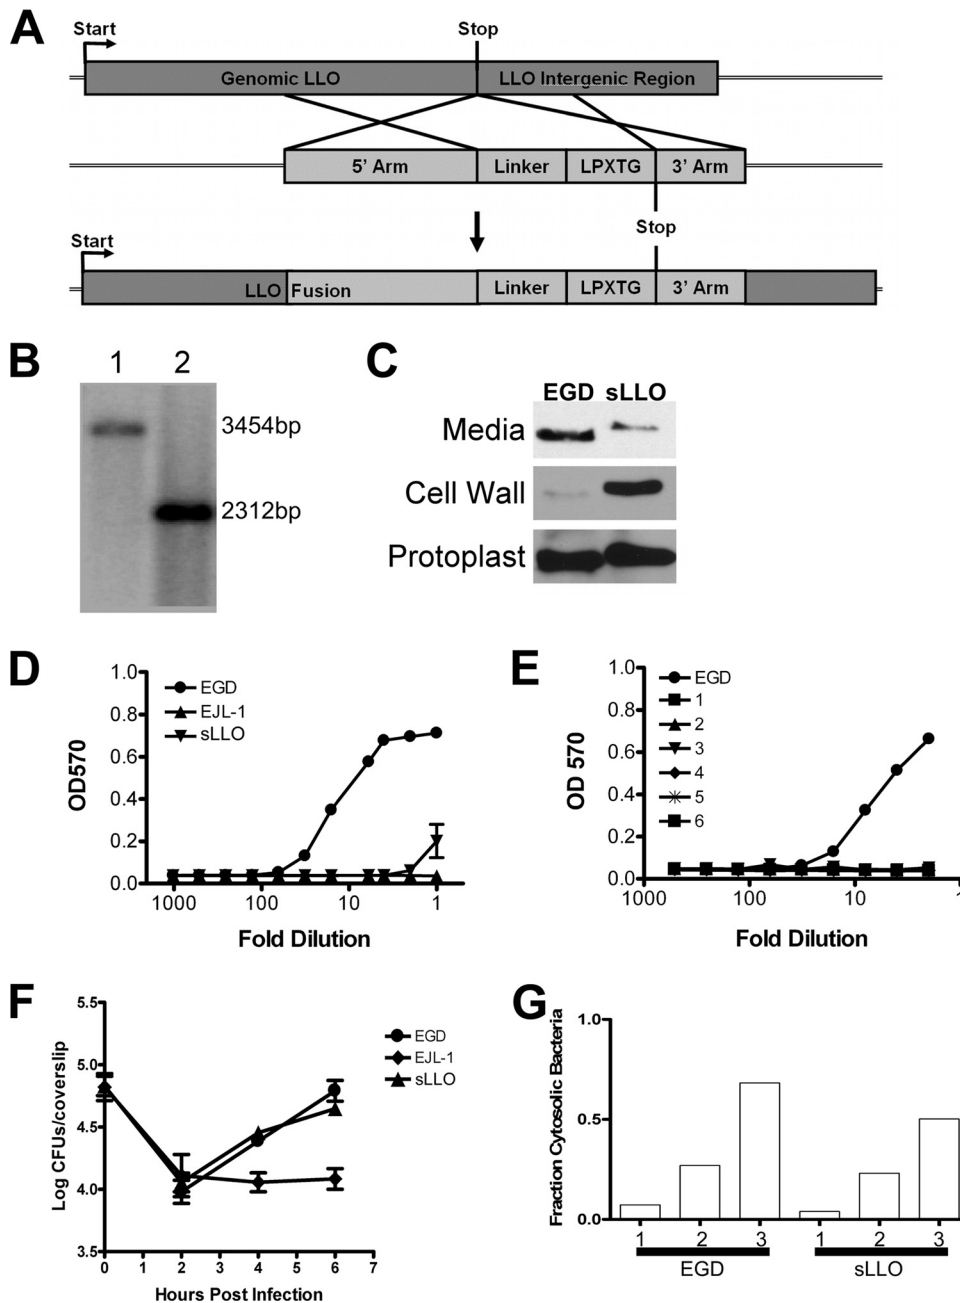 A
Start
Stop
Genomic LLO
LLO Intergenic Region
5' Arm
Linker
LPXTG
3' Arm
Stop
Start
LLO Fusion
Linker
LPXTG
3' Arm
B
1 2
3454bp
2312bp
C
EGD sLLO
Media
Cell Wall
Protoplast
D
1.0
0.8
0.6
0.4
0.2
0.0
OD570
EGD
EJL-1
sLLO
1000 100 10 1
Fold Dilution
E
1.0
0.8
0.6
0.4
0.2
0.0
OD 570
EGD
1
2
3
4
5
6
1000 100 10 1
Fold Dilution
F
5.5
5.0
4.5
4.0
3.5
Log CFUs/coverslip
EGD
EJL-1
sLLO
0 1 2 3 4 5 6 7
Hours Post Infection
G
1.0
0.5
0.0
Fraction Cytosolic Bacteria
1 2 3 1 2 3
EGD sLLO